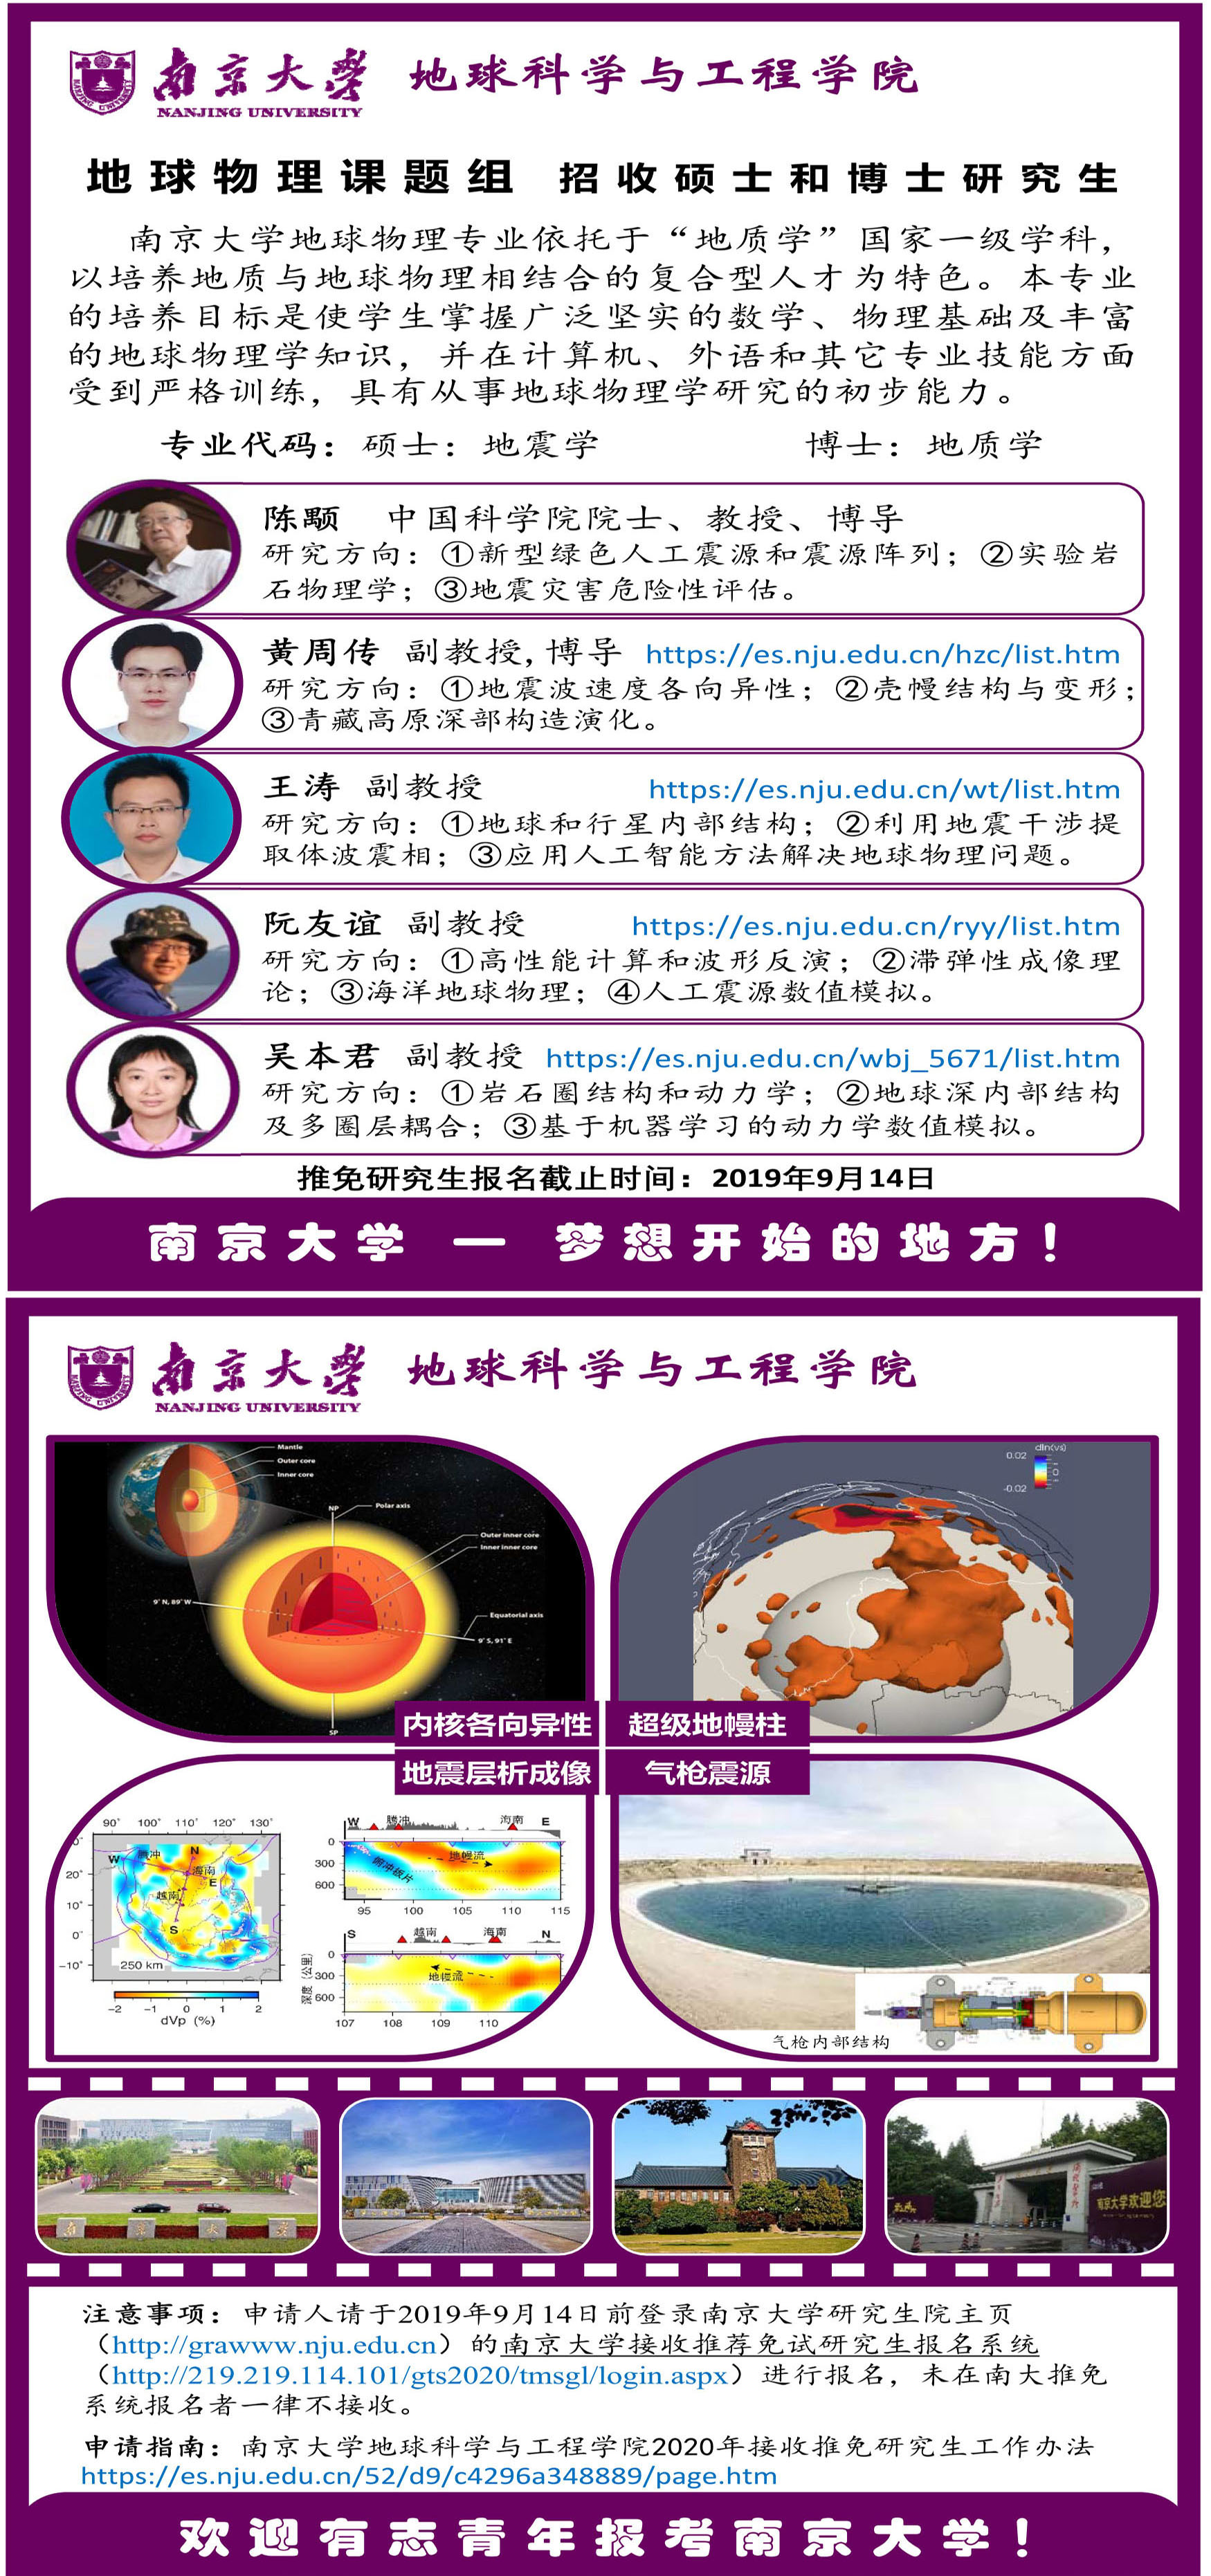 南京大学 地球科学与工程学院
NANJING UNIVERSITY
地球物理课题组 招收硕士和博士研究生
南京大学地球物理专业依托于“地质学”国家一级学科，
以培养地质与地球物理相结合的复合型人才为特色。本专业
的培养目标是使学生掌握广泛坚实的数学、物理基础及丰富
的地球物理学知识，并在计算机、外语和其它专业技能方面
受到严格训练，具有从事地球物理学研究的初步能力。
专业代码：硕士：地震学 博士：地质学
陈颙 中国科学院院士、教授、博导
研究方向：①新型绿色人工震源和震源阵列；②实验岩
石物理学；③地震灾害危险性评估。
黄周传 副教授,博导 https://es.nju.edu.cn/hzc/list.htm
研究方向：①地震波速度各向异性；②壳幔结构与变形；
③青藏高原深部构造演化。
王涛 副教授 https://es.nju.edu.cn/wt/list.htm
研究方向：①地球和行星内部结构；②利用地震干涉提
取体波震相；③应用人工智能方法解决地球物理问题。
阮友谊 副教授 https://es.nju.edu.cn/ryy/list.htm
研究方向：①高性能计算和波形反演；②滞弹性成像理
论；③海洋地球物理；④人工震源数值模拟。
吴本君 副教授 https://es.nju.edu.cn/wbj_5671/list.htm
研究方向：①岩石圈结构和动力学；②地球深内部结构
及多圈层耦合；③基于机器学习的动力学数值模拟。
推免研究生报名截止时间：2019年9月14日
南京大学 — 梦想开始的地方！
南京大学 地球科学与工程学院
NANJING UNIVERSITY
Mantle
Outer core
Inner core
NP
Polar axis
Outer inner core
Inner inner core
9°N, 89°W
Equatorial axis
9°S, 91°E
SP
dln(vs)
0.02
0
-0.02
内核各向异性 超级地幔柱
地震层析成像 气枪震源
90° 100° 110° 120° 130°
20°
10°
0°
-10°
W 腾冲 N
海南
E
越南
S
250 km
-2 -1 0 1 2
dVp (%)
W 腾冲 海南 E
0
300
600
俯冲板片 地幔流
95 100 105 110 115
S 越南 海南 N
0
300
600
深度（公里）
地幔流
107 108 109 110
气枪内部结构
南京大学
南京大学欢迎您
注意事项：申请人请于2019年9月14日前登录南京大学研究生院主页
（http://grawww.nju.edu.cn）的南京大学接收推荐免试研究生报名系统
（http://219.219.114.101/gts2020/tmsgl/login.aspx）进行报名，未在南大推免
系统报名者一律不接收。
申请指南：南京大学地球科学与工程学院2020年接收推免研究生工作办法
https://es.nju.edu.cn/52/d9/c4296a348889/page.htm
欢迎有志青年报考南京大学！